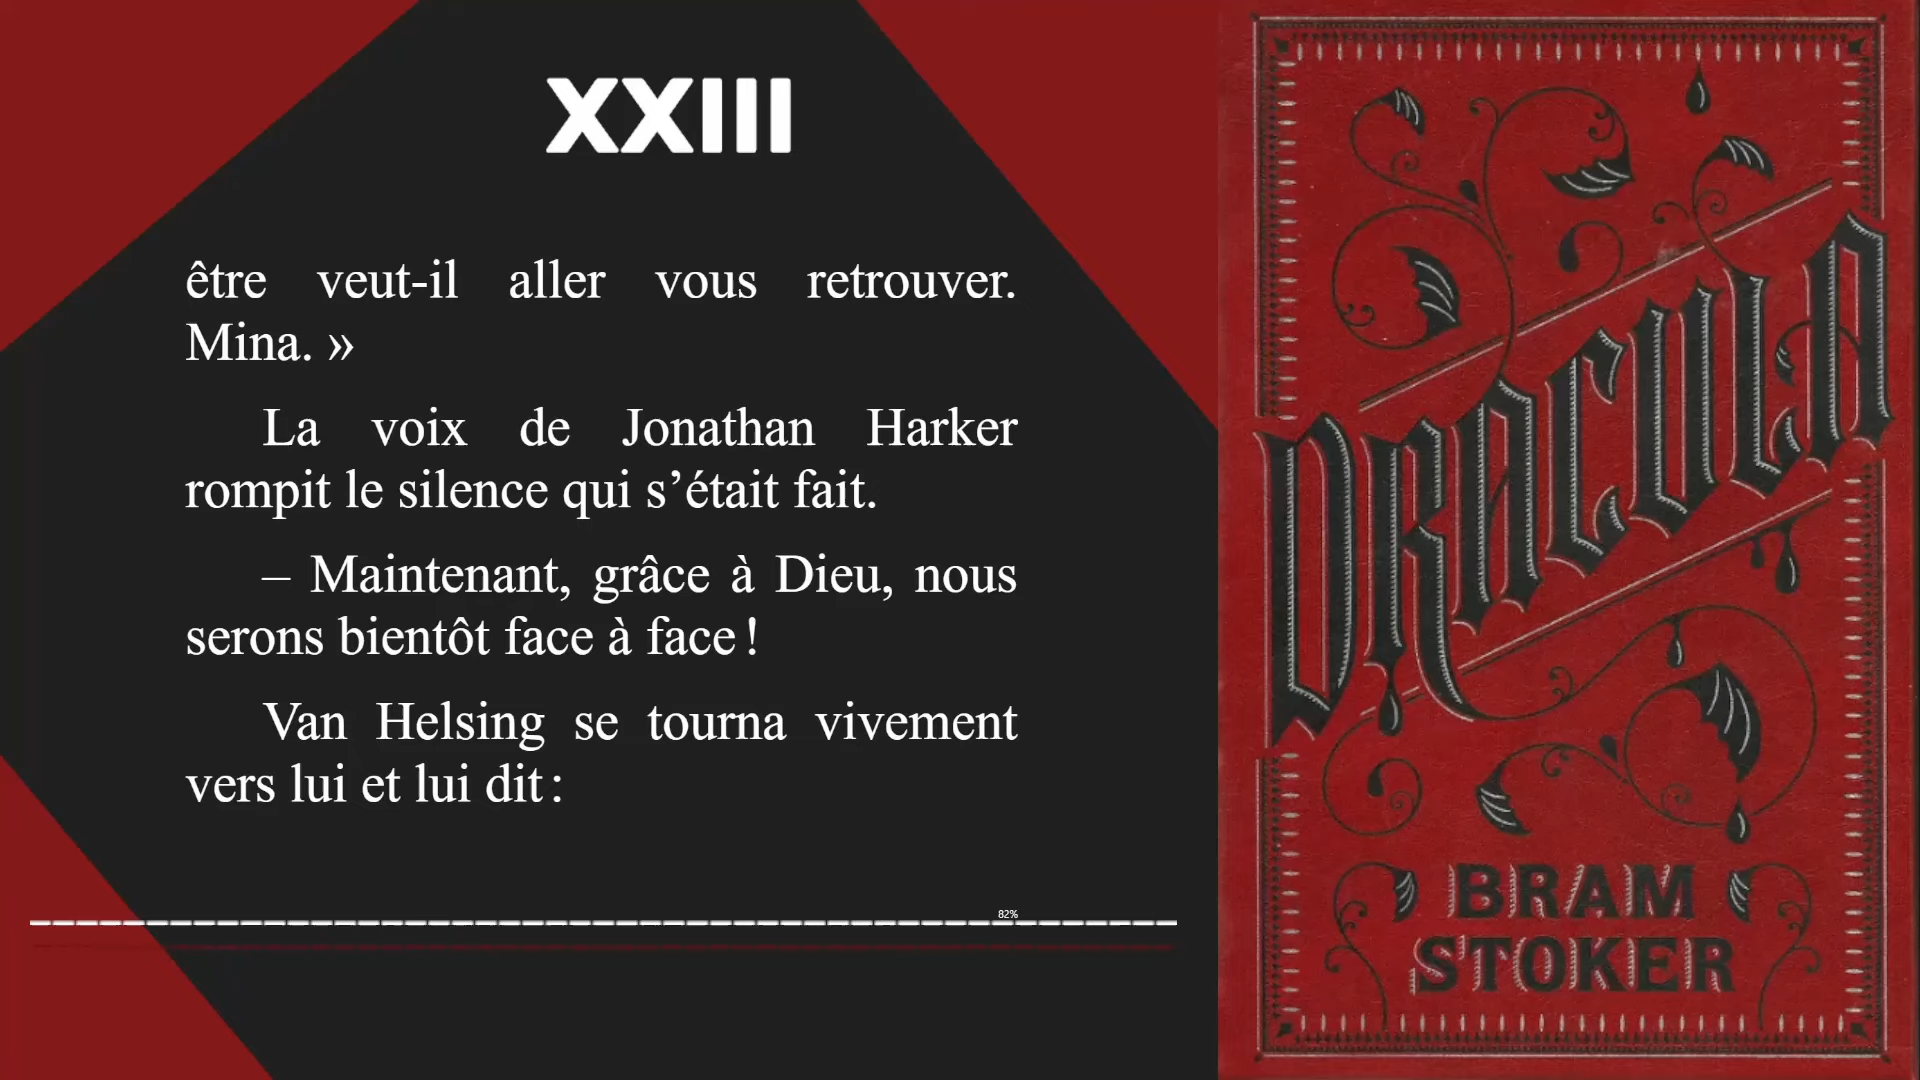 XXIII
être veut-il aller vous retrouver.
Mina. »
La voix de Jonathan Harker
rompit le silence qui s’était fait.
– Maintenant, grâce à Dieu, nous
serons bientôt face à face !
Van Helsing se tourna vivement
vers lui et lui dit :
82%
DRACULA
BRAM
STOKER